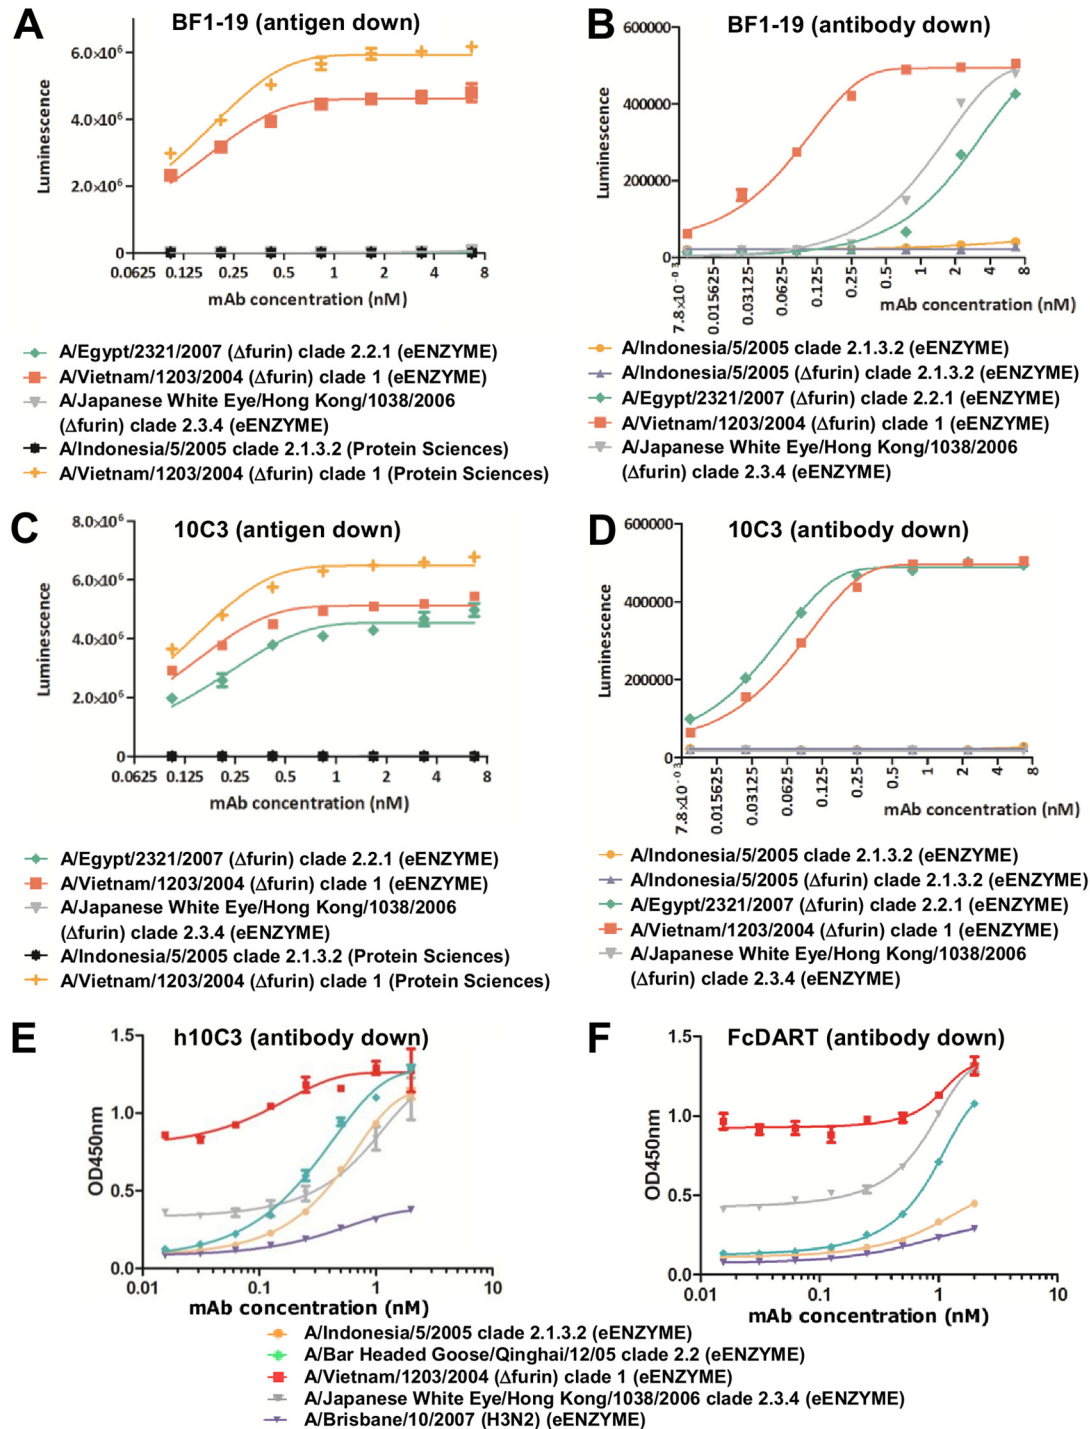 A
BF1-19 (antigen down)
Luminescence
6.0×10⁶
4.0×10⁶
2.0×10⁶
0
0.0625 0.125 0.25 0.5 1 2 4 8
mAb concentration (nM)
A/Egypt/2321/2007 (Δfurin) clade 2.2.1 (eENZYME)
A/Vietnam/1203/2004 (Δfurin) clade 1 (eENZYME)
A/Japanese White Eye/Hong Kong/1038/2006
(Δfurin) clade 2.3.4 (eENZYME)
A/Indonesia/5/2005 clade 2.1.3.2 (Protein Sciences)
A/Vietnam/1203/2004 (Δfurin) clade 1 (Protein Sciences)
B
BF1-19 (antibody down)
Luminescence
600000
400000
200000
0
7.8×10⁻⁰³ 0.015625 0.03125 0.0625 0.125 0.25 0.5 1 2 4 8
mAb concentration (nM)
A/Indonesia/5/2005 clade 2.1.3.2 (eENZYME)
A/Indonesia/5/2005 (Δfurin) clade 2.1.3.2 (eENZYME)
A/Egypt/2321/2007 (Δfurin) clade 2.2.1 (eENZYME)
A/Vietnam/1203/2004 (Δfurin) clade 1 (eENZYME)
A/Japanese White Eye/Hong Kong/1038/2006
(Δfurin) clade 2.3.4 (eENZYME)
C
10C3 (antigen down)
Luminescence
8.0×10⁶
6.0×10⁶
4.0×10⁶
2.0×10⁶
0
0.0625 0.125 0.25 0.5 1 2 4 8
mAb concentration (nM)
A/Egypt/2321/2007 (Δfurin) clade 2.2.1 (eENZYME)
A/Vietnam/1203/2004 (Δfurin) clade 1 (eENZYME)
A/Japanese White Eye/Hong Kong/1038/2006
(Δfurin) clade 2.3.4 (eENZYME)
A/Indonesia/5/2005 clade 2.1.3.2 (Protein Sciences)
A/Vietnam/1203/2004 (Δfurin) clade 1 (Protein Sciences)
D
10C3 (antibody down)
Luminescence
600000
400000
200000
0
7.8×10⁻⁰³ 0.015625 0.03125 0.0625 0.125 0.25 0.5 1 2 4 8
mAb concentration (nM)
A/Indonesia/5/2005 clade 2.1.3.2 (eENZYME)
A/Indonesia/5/2005 (Δfurin) clade 2.1.3.2 (eENZYME)
A/Egypt/2321/2007 (Δfurin) clade 2.2.1 (eENZYME)
A/Vietnam/1203/2004 (Δfurin) clade 1 (eENZYME)
A/Japanese White Eye/Hong Kong/1038/2006
(Δfurin) clade 2.3.4 (eENZYME)
E
h10C3 (antibody down)
OD450nm
1.5
1.0
0.5
0.0
0.01 0.1 1 10
mAb concentration (nM)
F
FcDART (antibody down)
OD450nm
1.5
1.0
0.5
0.0
0.01 0.1 1 10
mAb concentration (nM)
A/Indonesia/5/2005 clade 2.1.3.2 (eENZYME)
A/Bar Headed Goose/Qinghai/12/05 clade 2.2 (eENZYME)
A/Vietnam/1203/2004 (Δfurin) clade 1 (eENZYME)
A/Japanese White Eye/Hong Kong/1038/2006 clade 2.3.4 (eENZYME)
A/Brisbane/10/2007 (H3N2) (eENZYME)